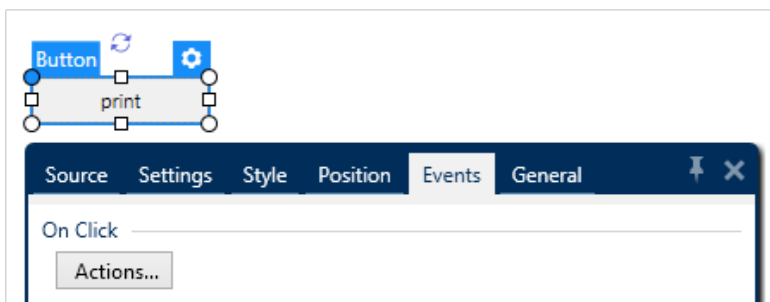 Button
print
Source Settings Style Position Events General
On Click
Actions...